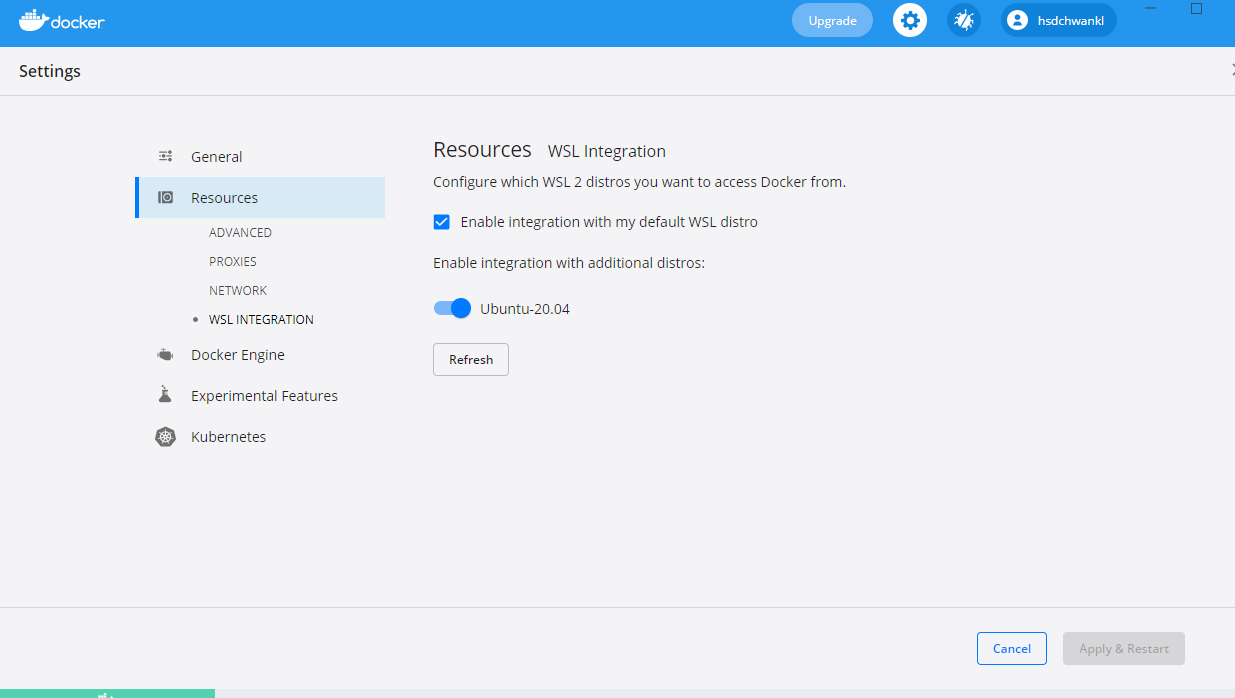 docker
Upgrade
hsdchwankl
Settings
General
Resources
ADVANCED
PROXIES
NETWORK
WSL INTEGRATION
Docker Engine
Experimental Features
Kubernetes
Resources WSL Integration
Configure which WSL 2 distros you want to access Docker from.
Enable integration with my default WSL distro
Enable integration with additional distros:
Ubuntu-20.04
Refresh
Cancel
Apply & Restart